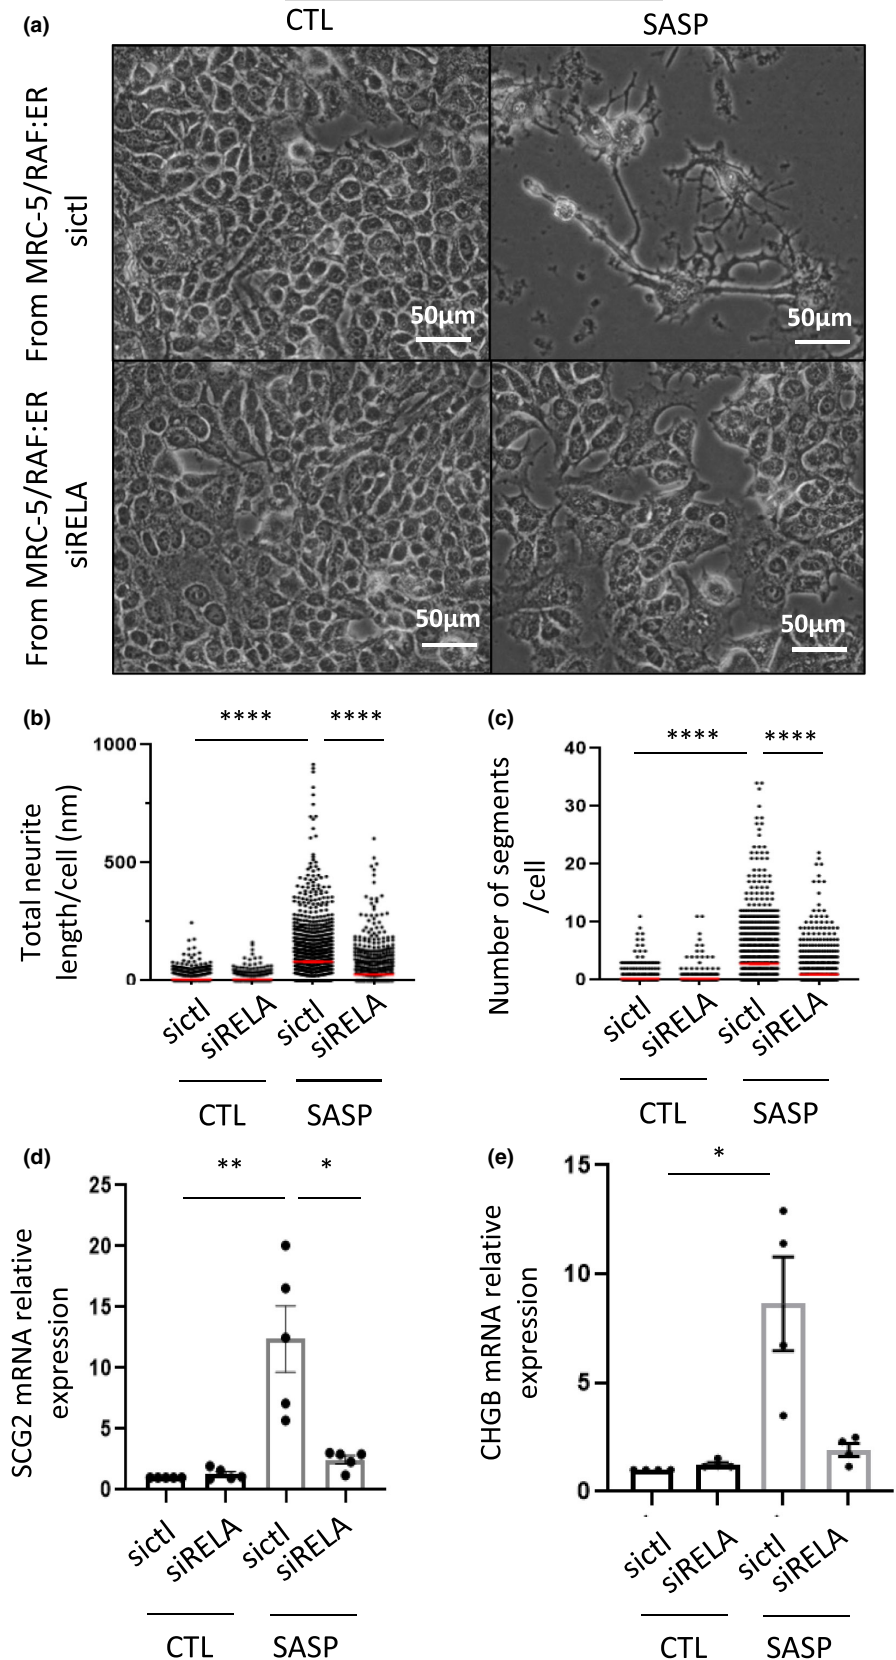 (a)
CTL
SASP
From MRC-5/RAF:ER
sictl
50µm
50µm
From MRC-5/RAF:ER
siRELA
50µm
50µm
(b)
****
****
Total neurite
length/cell (nm)
1000
500
0
sictl
siRELA
sictl
siRELA
CTL
SASP
(c)
****
****
Number of segments
/cell
40
30
20
10
0
sictl
siRELA
sictl
siRELA
CTL
SASP
(d)
**
*
SCG2 mRNA relative
expression
25
20
15
10
5
0
sictl
siRELA
sictl
siRELA
CTL
SASP
(e)
*
CHGB mRNA relative
expression
15
10
5
0
sictl
siRELA
sictl
siRELA
CTL
SASP